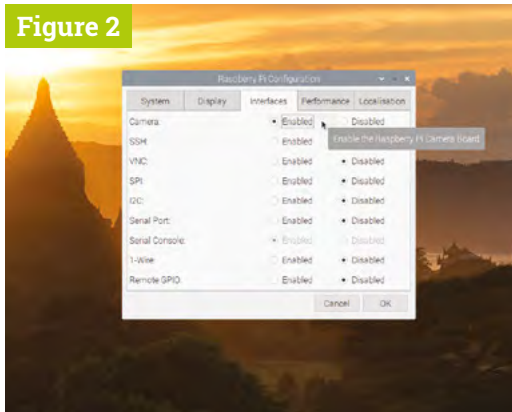 Figure 2
Raspberry Pi Configuration
System Display Interfaces Performance Localisation
Camera: Enabled Disabled
Enable the Raspberry Pi Camera Board
SSH: Enabled
VNC: Enabled Disabled
SPI: Enabled Disabled
I2C: Enabled Disabled
Serial Port: Enabled Disabled
Serial Console: Enabled Disabled
1-Wire: Enabled Disabled
Remote GPIO: Enabled Disabled
Cancel OK